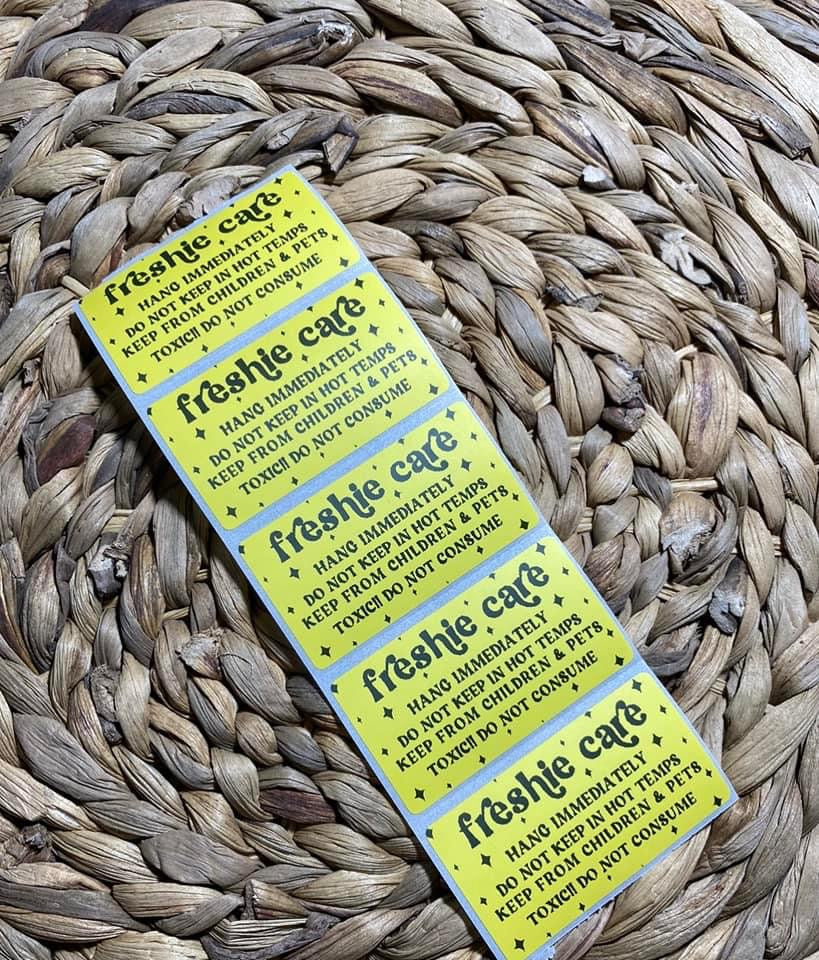 freshie care
HANG IMMEDIATELY
DO NOT KEEP IN HOT TEMPS
KEEP FROM CHILDREN & PETS
TOXIC!! DO NOT CONSUME
freshie care
HANG IMMEDIATELY
DO NOT KEEP IN HOT TEMPS
KEEP FROM CHILDREN & PETS
TOXIC!! DO NOT CONSUME
freshie care
HANG IMMEDIATELY
DO NOT KEEP IN HOT TEMPS
KEEP FROM CHILDREN & PETS
TOXIC!! DO NOT CONSUME
freshie care
HANG IMMEDIATELY
DO NOT KEEP IN HOT TEMPS
KEEP FROM CHILDREN & PETS
TOXIC!! DO NOT CONSUME
freshie care
HANG IMMEDIATELY
DO NOT KEEP IN HOT TEMPS
KEEP FROM CHILDREN & PETS
TOXIC!! DO NOT CONSUME